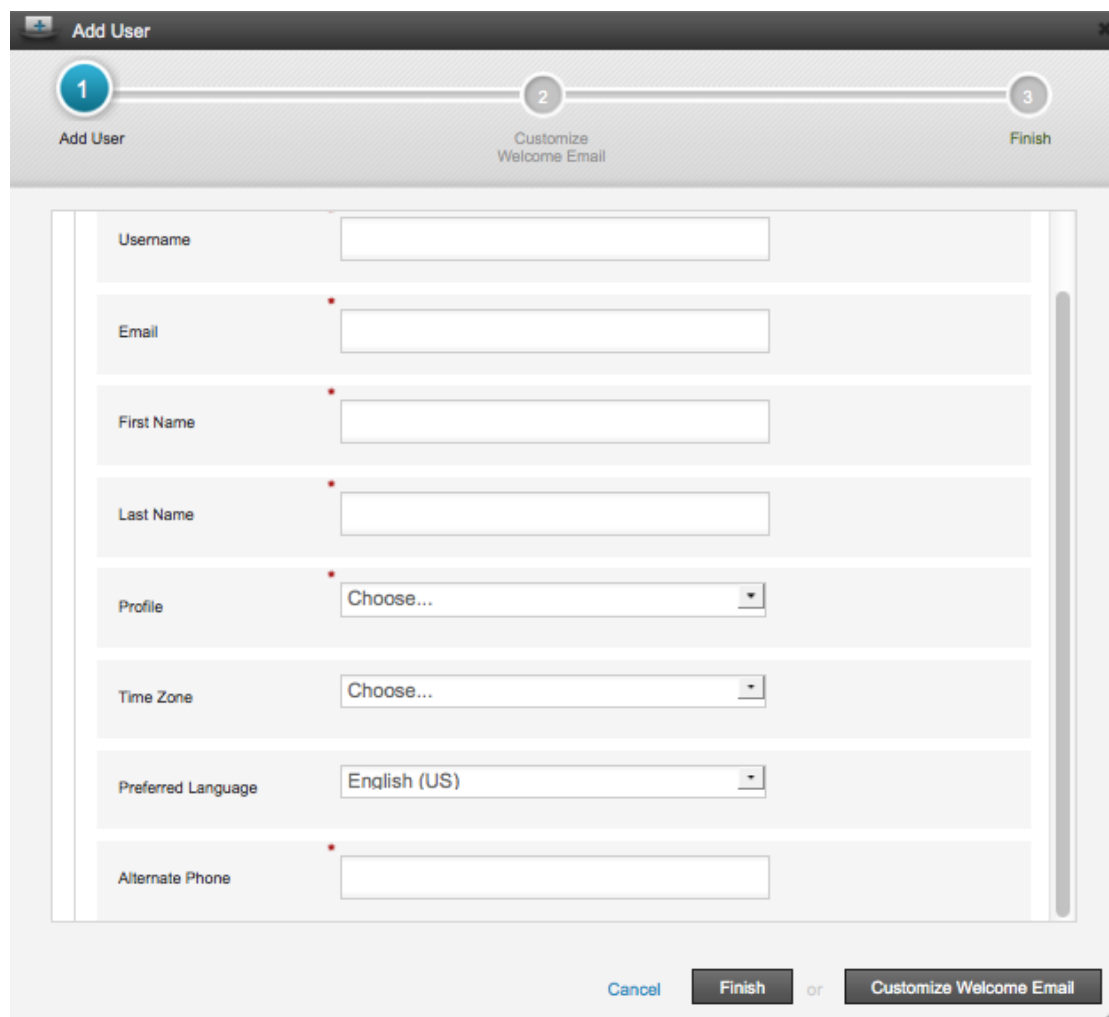 Add User
1
2
3
Add User
Customize
Welcome Email
Finish
*
Username
*
Email
*
First Name
*
Last Name
*
Profile
Choose...
Time Zone
Choose...
Preferred Language
English (US)
*
Alternate Phone
Cancel
Finish
or
Customize Welcome Email